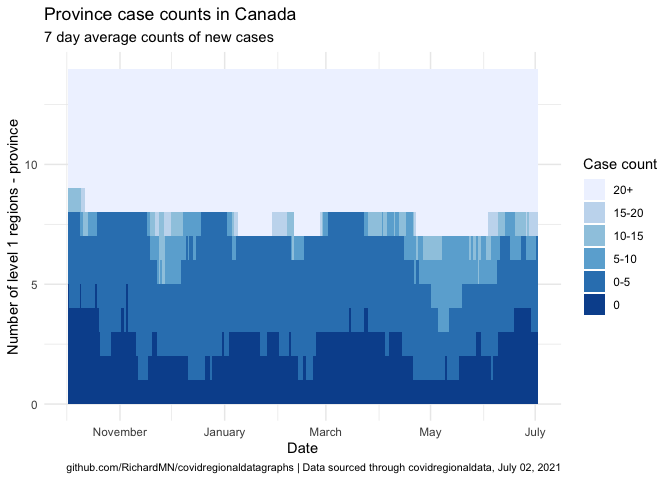 Province case counts in Canada
7 day average counts of new cases
Number of level 1 regions - province
10
5
0
November
January
March
May
July
Date
Case count
20+
15-20
10-15
5-10
0-5
0
github.com/RichardMN/covidregionaldatagraphs | Data sourced through covidregionaldata, July 02, 2021